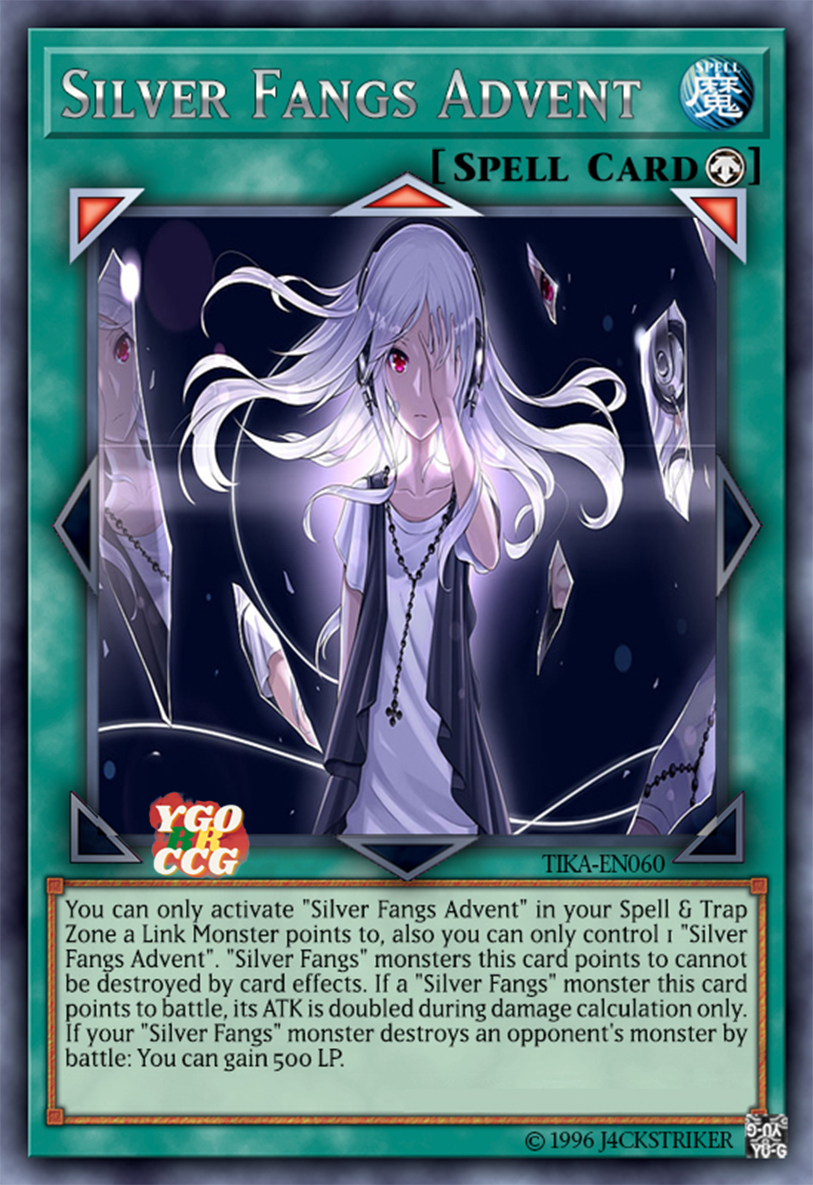 Silver Fangs Advent
SPELL
魔
[Spell Card]
YGO
RR
CCG
TIKA-EN060
You can only activate "Silver Fangs Advent" in your Spell & Trap
Zone a Link Monster points to, also you can only control 1 "Silver
Fangs Advent". "Silver Fangs" monsters this card points to cannot
be destroyed by card effects. If a "Silver Fangs" monster this card
points to battle, its ATK is doubled during damage calculation only.
If your "Silver Fangs" monster destroys an opponent's monster by
battle: You can gain 500 LP.
© 1996 J4CKSTRIKER
YU-G
YU-G